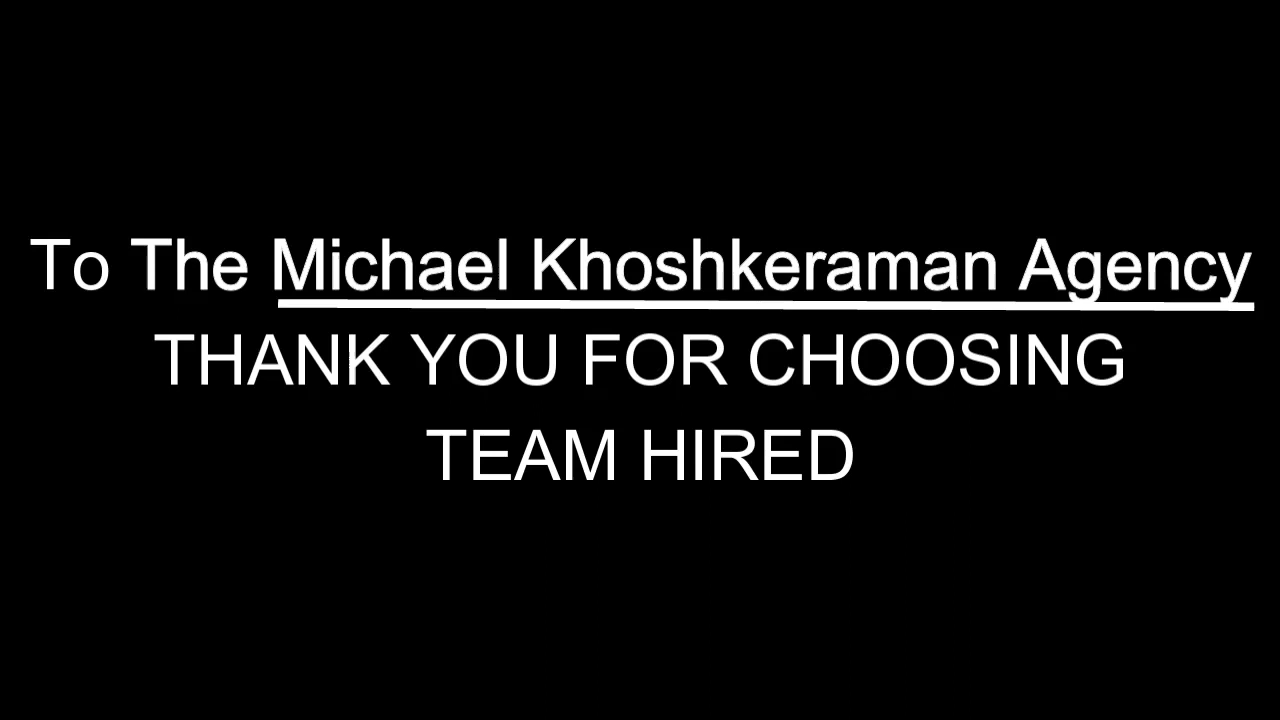 To The Michael Khoshkeraman Agency
THANK YOU FOR CHOOSING
TEAM HIRED